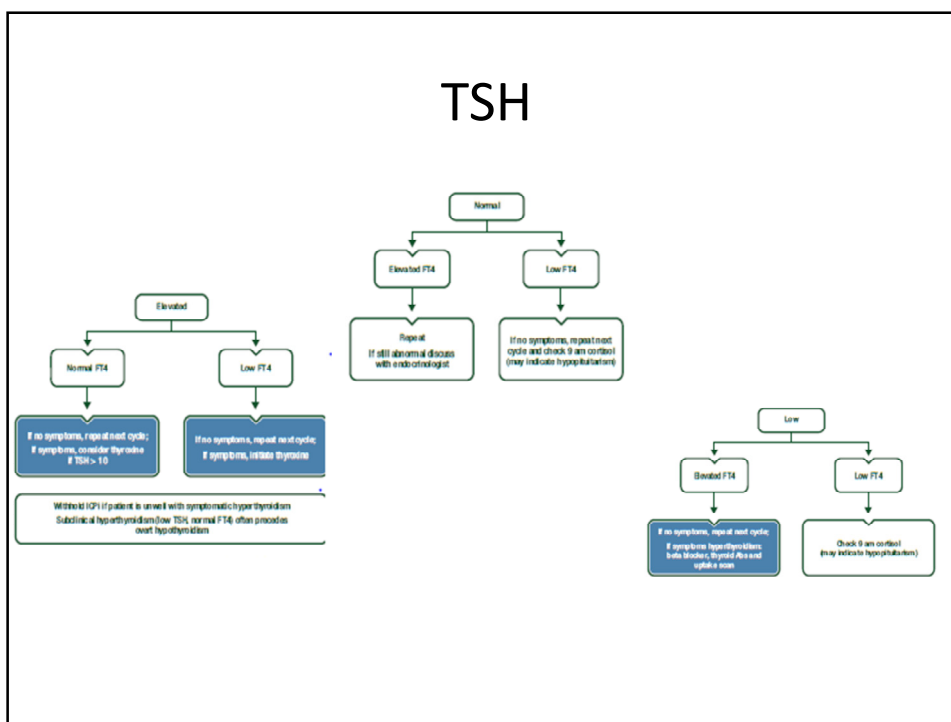 TSH
Normal
Elevated FT4
Low FT4
Repeat
If still abnormal discuss
with endocrinologist
If no symptoms, repeat next
cycle and check 9 am cortisol
(may indicate hypopituitarism)
Elevated
Normal FT4
Low FT4
If no symptoms, repeat next cycle;
If symptoms, consider thyroxine
if TSH > 10
If no symptoms, repeat next cycle;
If symptoms, initiate thyroxine
Withhold ICPI if patient is unwell with symptomatic hyperthyroidism
Subclinical hyperthyroidism (low TSH, normal FT4) often precedes
overt hypothyroidism
Low
Elevated FT4
Low FT4
If no symptoms, repeat next cycle;
If symptoms hyperthyroidism:
beta blocker, thyroid Abs and
uptake scan
Check 9 am cortisol
(may indicate hypopituitarism)